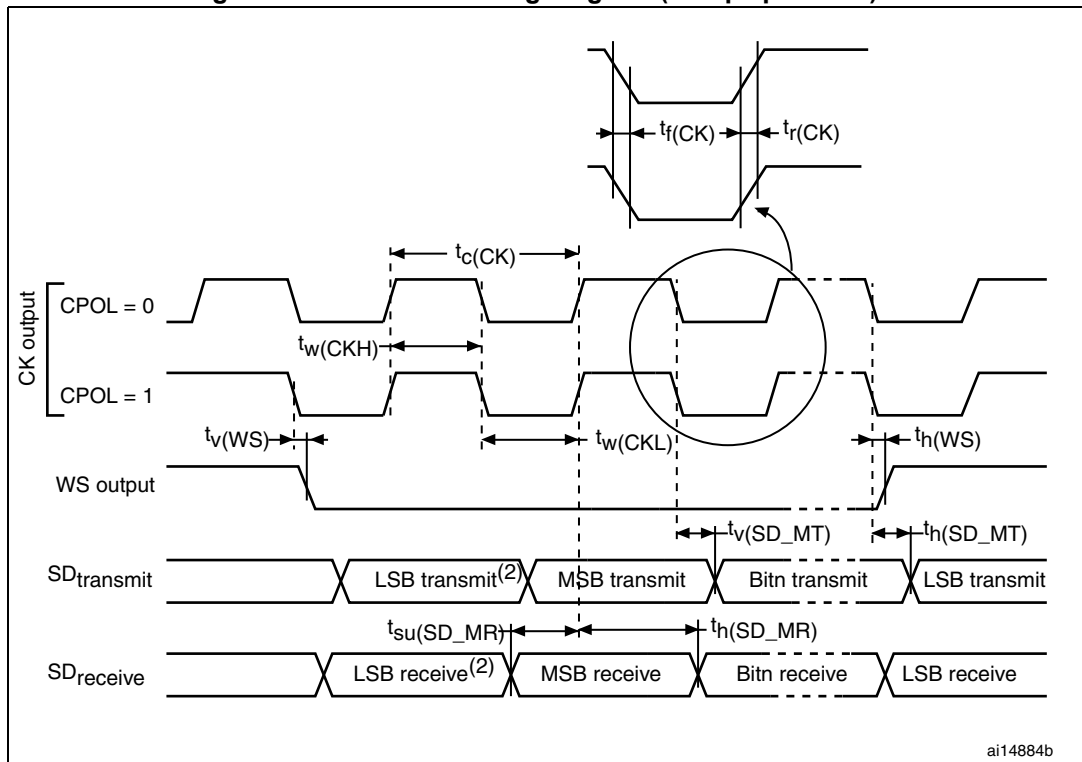 tf(CK)
tr(CK)
tc(CK)
CK output
CPOL = 0
tw(CKH)
CPOL = 1
tv(WS)
tw(CKL)
th(WS)
WS output
tv(SD_MT)
th(SD_MT)
SDtransmit
LSB transmit(2)
MSB transmit
Bitn transmit
LSB transmit
tsu(SD_MR)
th(SD_MR)
SDreceive
LSB receive(2)
MSB receive
Bitn receive
LSB receive
ai14884b